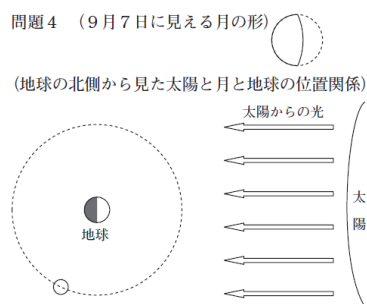 問題４　（９月７日に見える月の形）
（地球の北側から見た太陽と月と地球の位置関係）
太陽からの光
太陽
地球